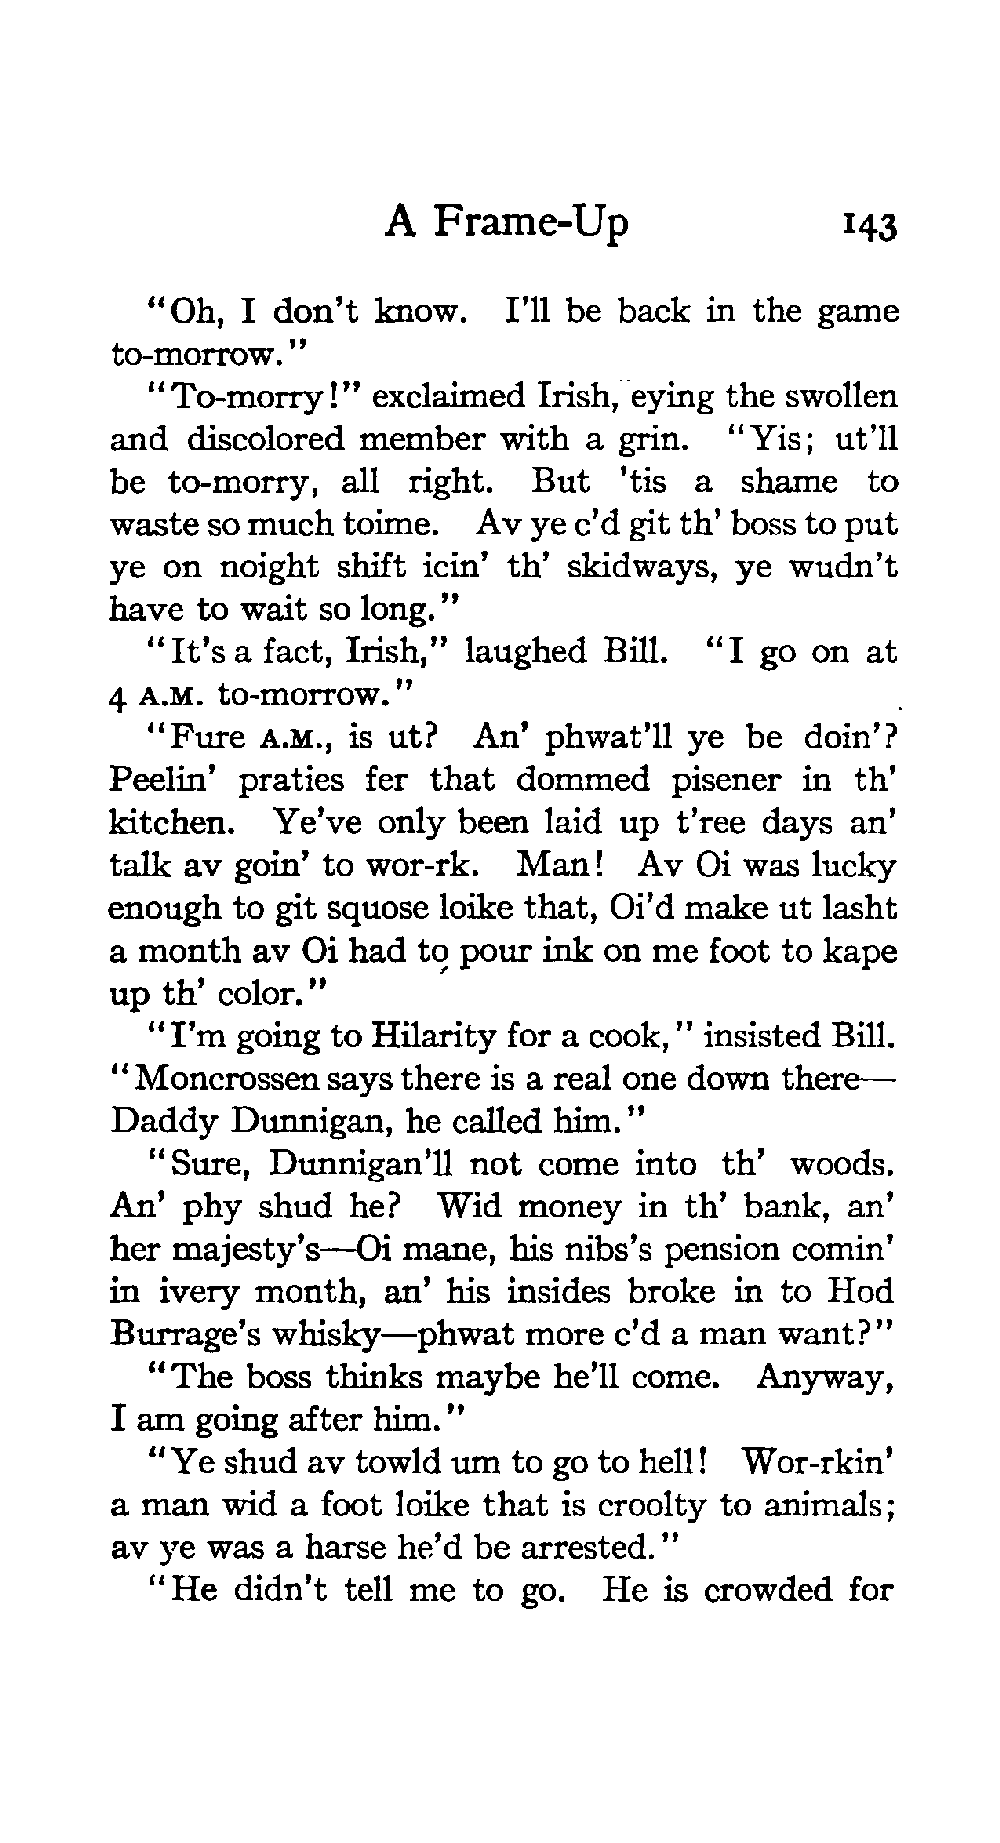 A Frame-Up 143
"Oh, I don't know. I'll be back in the game
to-morrow."
"To-morry!" exclaimed Irish, eying the swollen
and discolored member with a grin. "Yis; ut'll
be to-morry, all right. But 'tis a shame to
waste so much toime. Av ye c'd git th' boss to put
ye on noight shift icin' th' skidways, ye wudn't
have to wait so long."
"It's a fact, Irish," laughed Bill. "I go on at
4 A.M. to-morrow."
"Fure A.M., is ut? An' phwat'll ye be doin'?
Peelin' praties fer that dommed pisener in th'
kitchen. Ye've only been laid up t'ree days an'
talk av goin' to wor-rk. Man! Av Oi was lucky
enough to git squose loike that, Oi'd make ut lasht
a month av Oi had to pour ink on me foot to kape
up th' color."
"I'm going to Hilarity for a cook," insisted Bill.
"Moncrossen says there is a real one down there—
Daddy Dunnigan, he called him."
"Sure, Dunnigan'll not come into th' woods.
An' phy shud he? Wid money in th' bank, an'
her majesty's—Oi mane, his nibs's pension comin'
in ivery month, an' his insides broke in to Hod
Burrage's whisky—phwat more c'd a man want?"
"The boss thinks maybe he'll come. Anyway,
I am going after him."
"Ye shud av towld um to go to hell! Wor-rkin'
a man wid a foot loike that is croolty to animals;
av ye was a harse he'd be arrested."
"He didn't tell me to go. He is crowded for